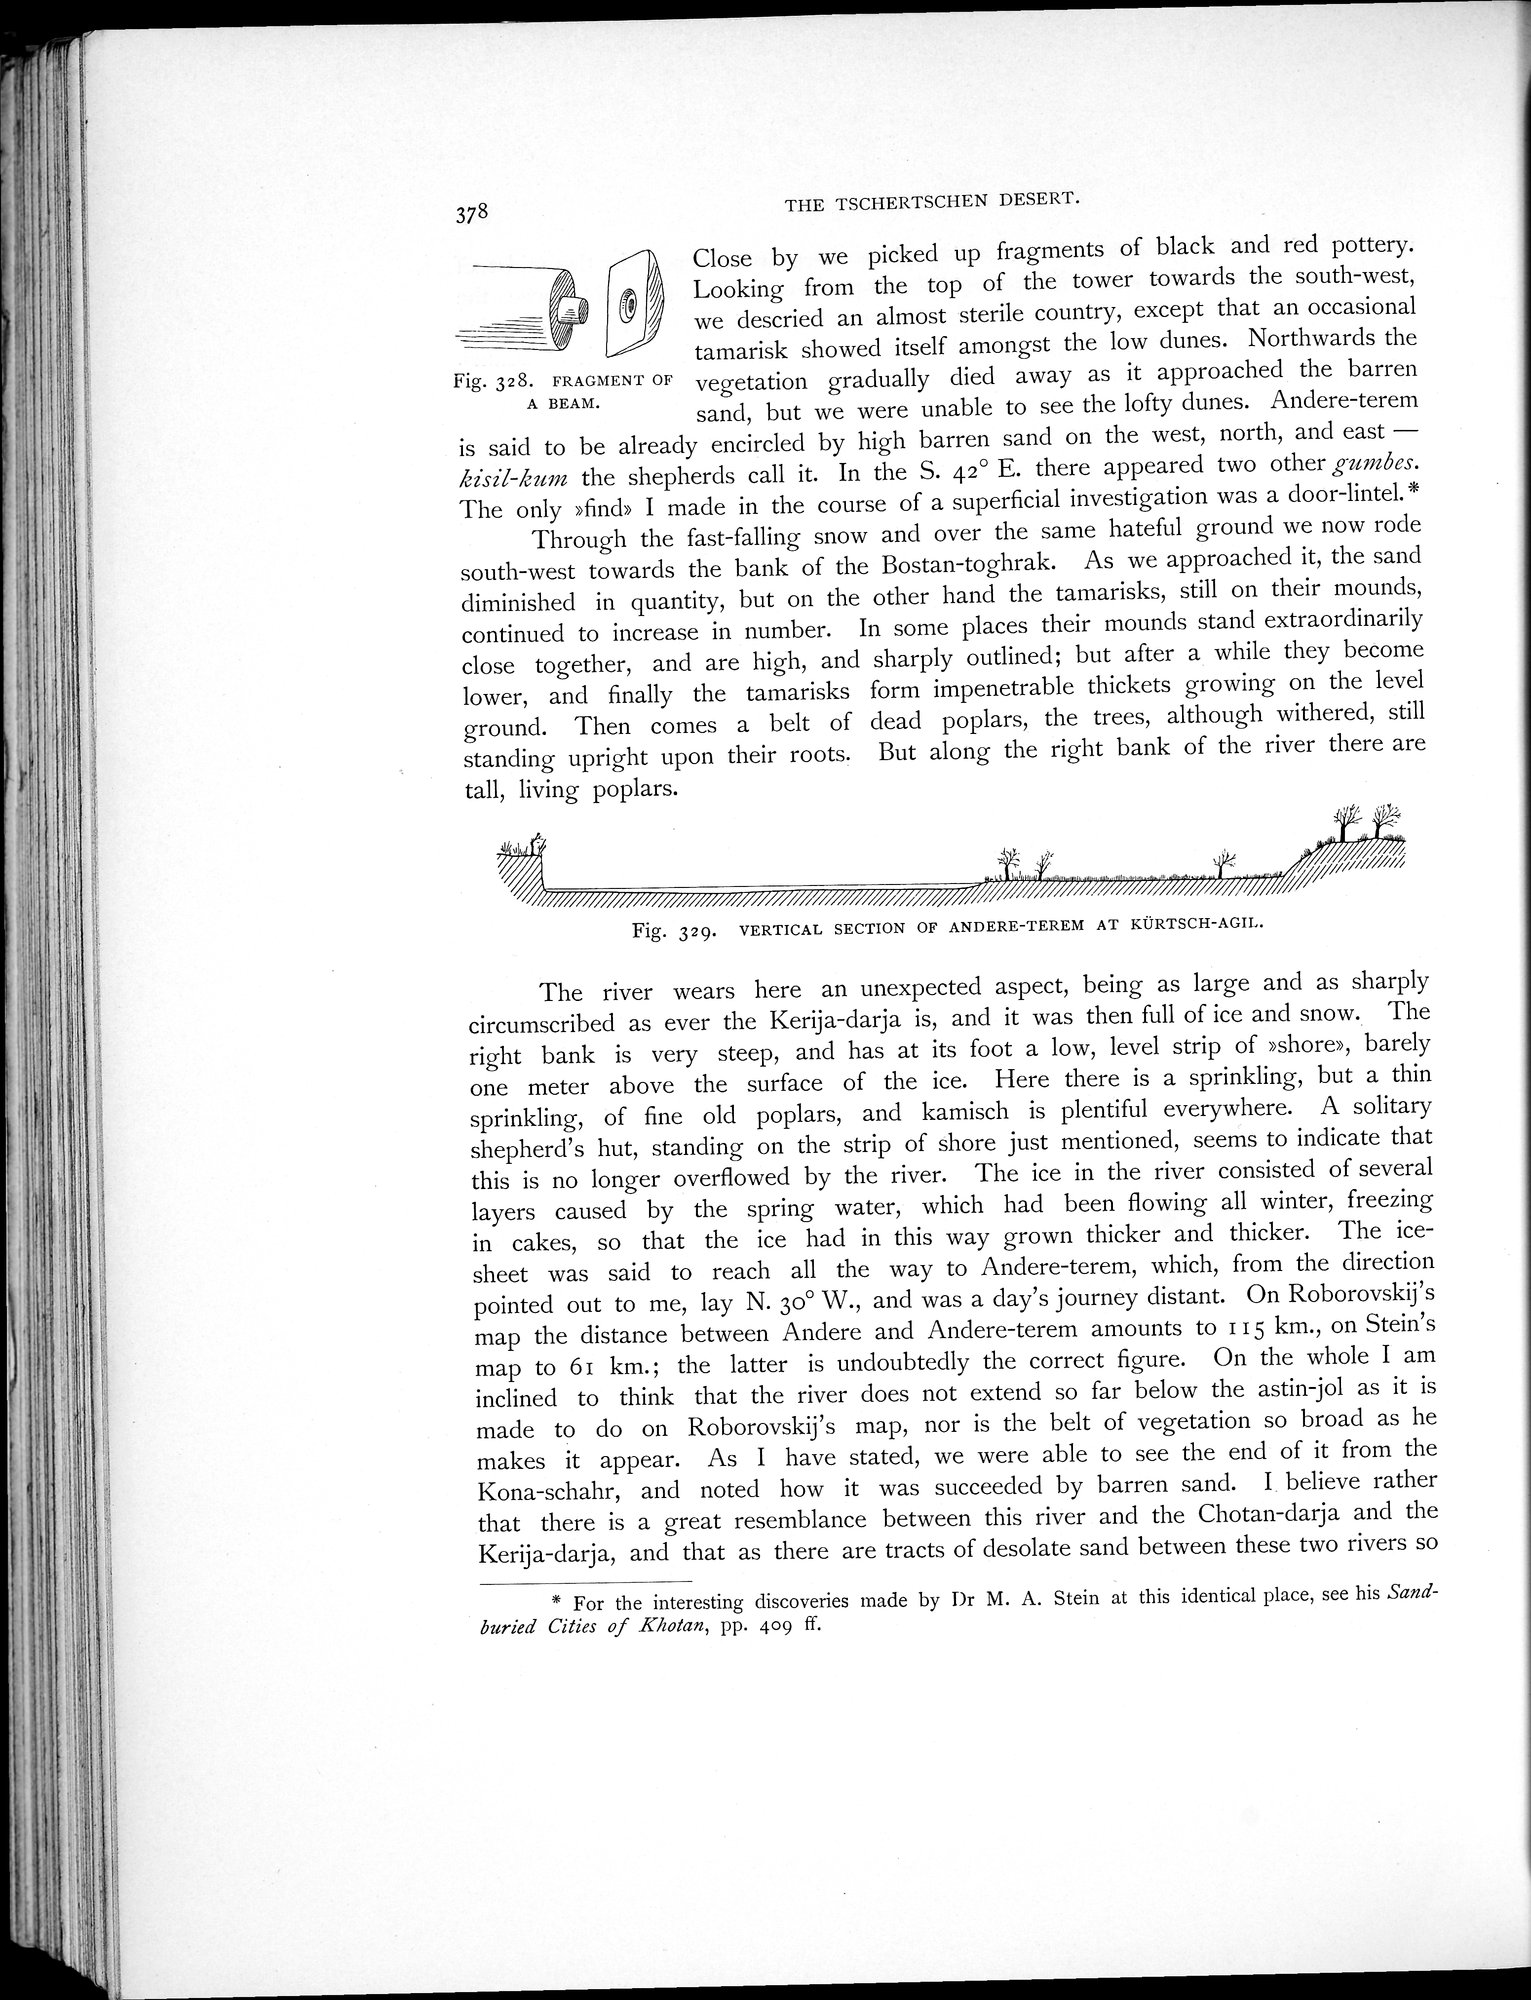 378
THE TSCHERTSCHEN DESERT.
Fig. 328. FRAGMENT OF
A BEAM.
Close by we picked up fragments of black and red pottery.
Looking from the top of the tower towards the south-west,
we descried an almost sterile country, except that an occasional
tamarisk showed itself amongst the low dunes. Northwards the
vegetation gradually died away as it approached the barren
sand, but we were unable to see the lofty dunes. Andere-terem
is said to be already encircled by high barren sand on the west, north, and east —
kisil-kum the shepherds call it. In the S. 42° E. there appeared two other gumbes.
The only »find» I made in the course of a superficial investigation was a door-lintel.*
Through the fast-falling snow and over the same hateful ground we now rode
south-west towards the bank of the Bostan-toghrak. As we approached it, the sand
diminished in quantity, but on the other hand the tamarisks, still on their mounds,
continued to increase in number. In some places their mounds stand extraordinarily
close together, and are high, and sharply outlined; but after a while they become
lower, and finally the tamarisks form impenetrable thickets growing on the level
ground. Then comes a belt of dead poplars, the trees, although withered, still
standing upright upon their roots. But along the right bank of the river there are
tall, living poplars.
Fig. 329. VERTICAL SECTION OF ANDERE-TEREM AT KÜRTSCH-AGIL.
The river wears here an unexpected aspect, being as large and as sharply
circumscribed as ever the Kerija-darja is, and it was then full of ice and snow. The
right bank is very steep, and has at its foot a low, level strip of »shore», barely
one meter above the surface of the ice. Here there is a sprinkling, but a thin
sprinkling, of fine old poplars, and kamisch is plentiful everywhere. A solitary
shepherd's hut, standing on the strip of shore just mentioned, seems to indicate that
this is no longer overflowed by the river. The ice in the river consisted of several
layers caused by the spring water, which had been flowing all winter, freezing
in cakes, so that the ice had in this way grown thicker and thicker. The ice-
sheet was said to reach all the way to Andere-terem, which, from the direction
pointed out to me, lay N. 30° W., and was a day's journey distant. On Roborovskij's
map the distance between Andere and Andere-terem amounts to 115 km., on Stein's
map to 61 km.; the latter is undoubtedly the correct figure. On the whole I am
inclined to think that the river does not extend so far below the astin-jol as it is
made to do on Roborovskij's map, nor is the belt of vegetation so broad as he
makes it appear. As I have stated, we were able to see the end of it from the
Kona-schahr, and noted how it was succeeded by barren sand. I believe rather
that there is a great resemblance between this river and the Chotan-darja and the
Kerija-darja, and that as there are tracts of desolate sand between these two rivers so
* For the interesting discoveries made by Dr M. A. Stein at this identical place, see his Sand-
buried Cities of Khotan, pp. 409 ff.